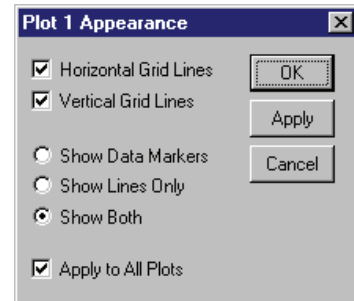 Plot 1 Appearance
Horizontal Grid Lines
Vertical Grid Lines
Show Data Markers
Show Lines Only
Show Both
Apply to All Plots
OK
Apply
Cancel